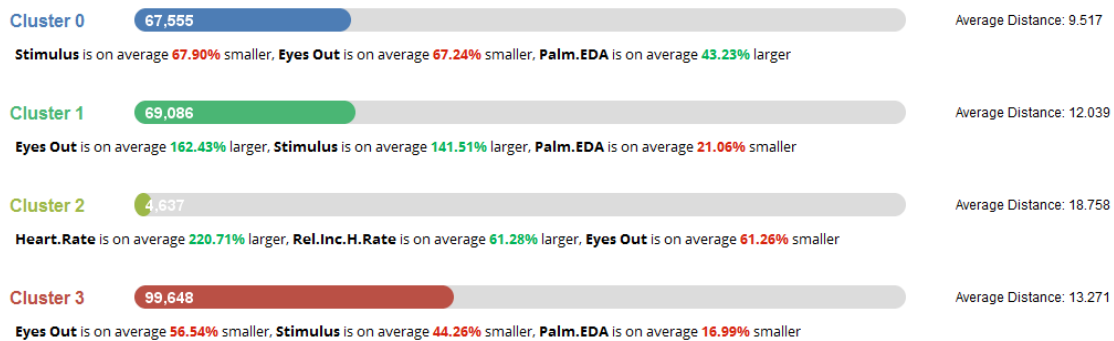 Cluster 0 67,555 Average Distance: 9.517
Stimulus is on average 67.90% smaller, Eyes Out is on average 67.24% smaller, Palm.EDA is on average 43.23% larger
Cluster 1 69,086 Average Distance: 12.039
Eyes Out is on average 162.43% larger, Stimulus is on average 141.51% larger, Palm.EDA is on average 21.06% smaller
Cluster 2 4,637 Average Distance: 18.758
Heart.Rate is on average 220.71% larger, Rel.Inc.H.Rate is on average 61.28% larger, Eyes Out is on average 61.26% smaller
Cluster 3 99,648 Average Distance: 13.271
Eyes Out is on average 56.54% smaller, Stimulus is on average 44.26% smaller, Palm.EDA is on average 16.99% smaller